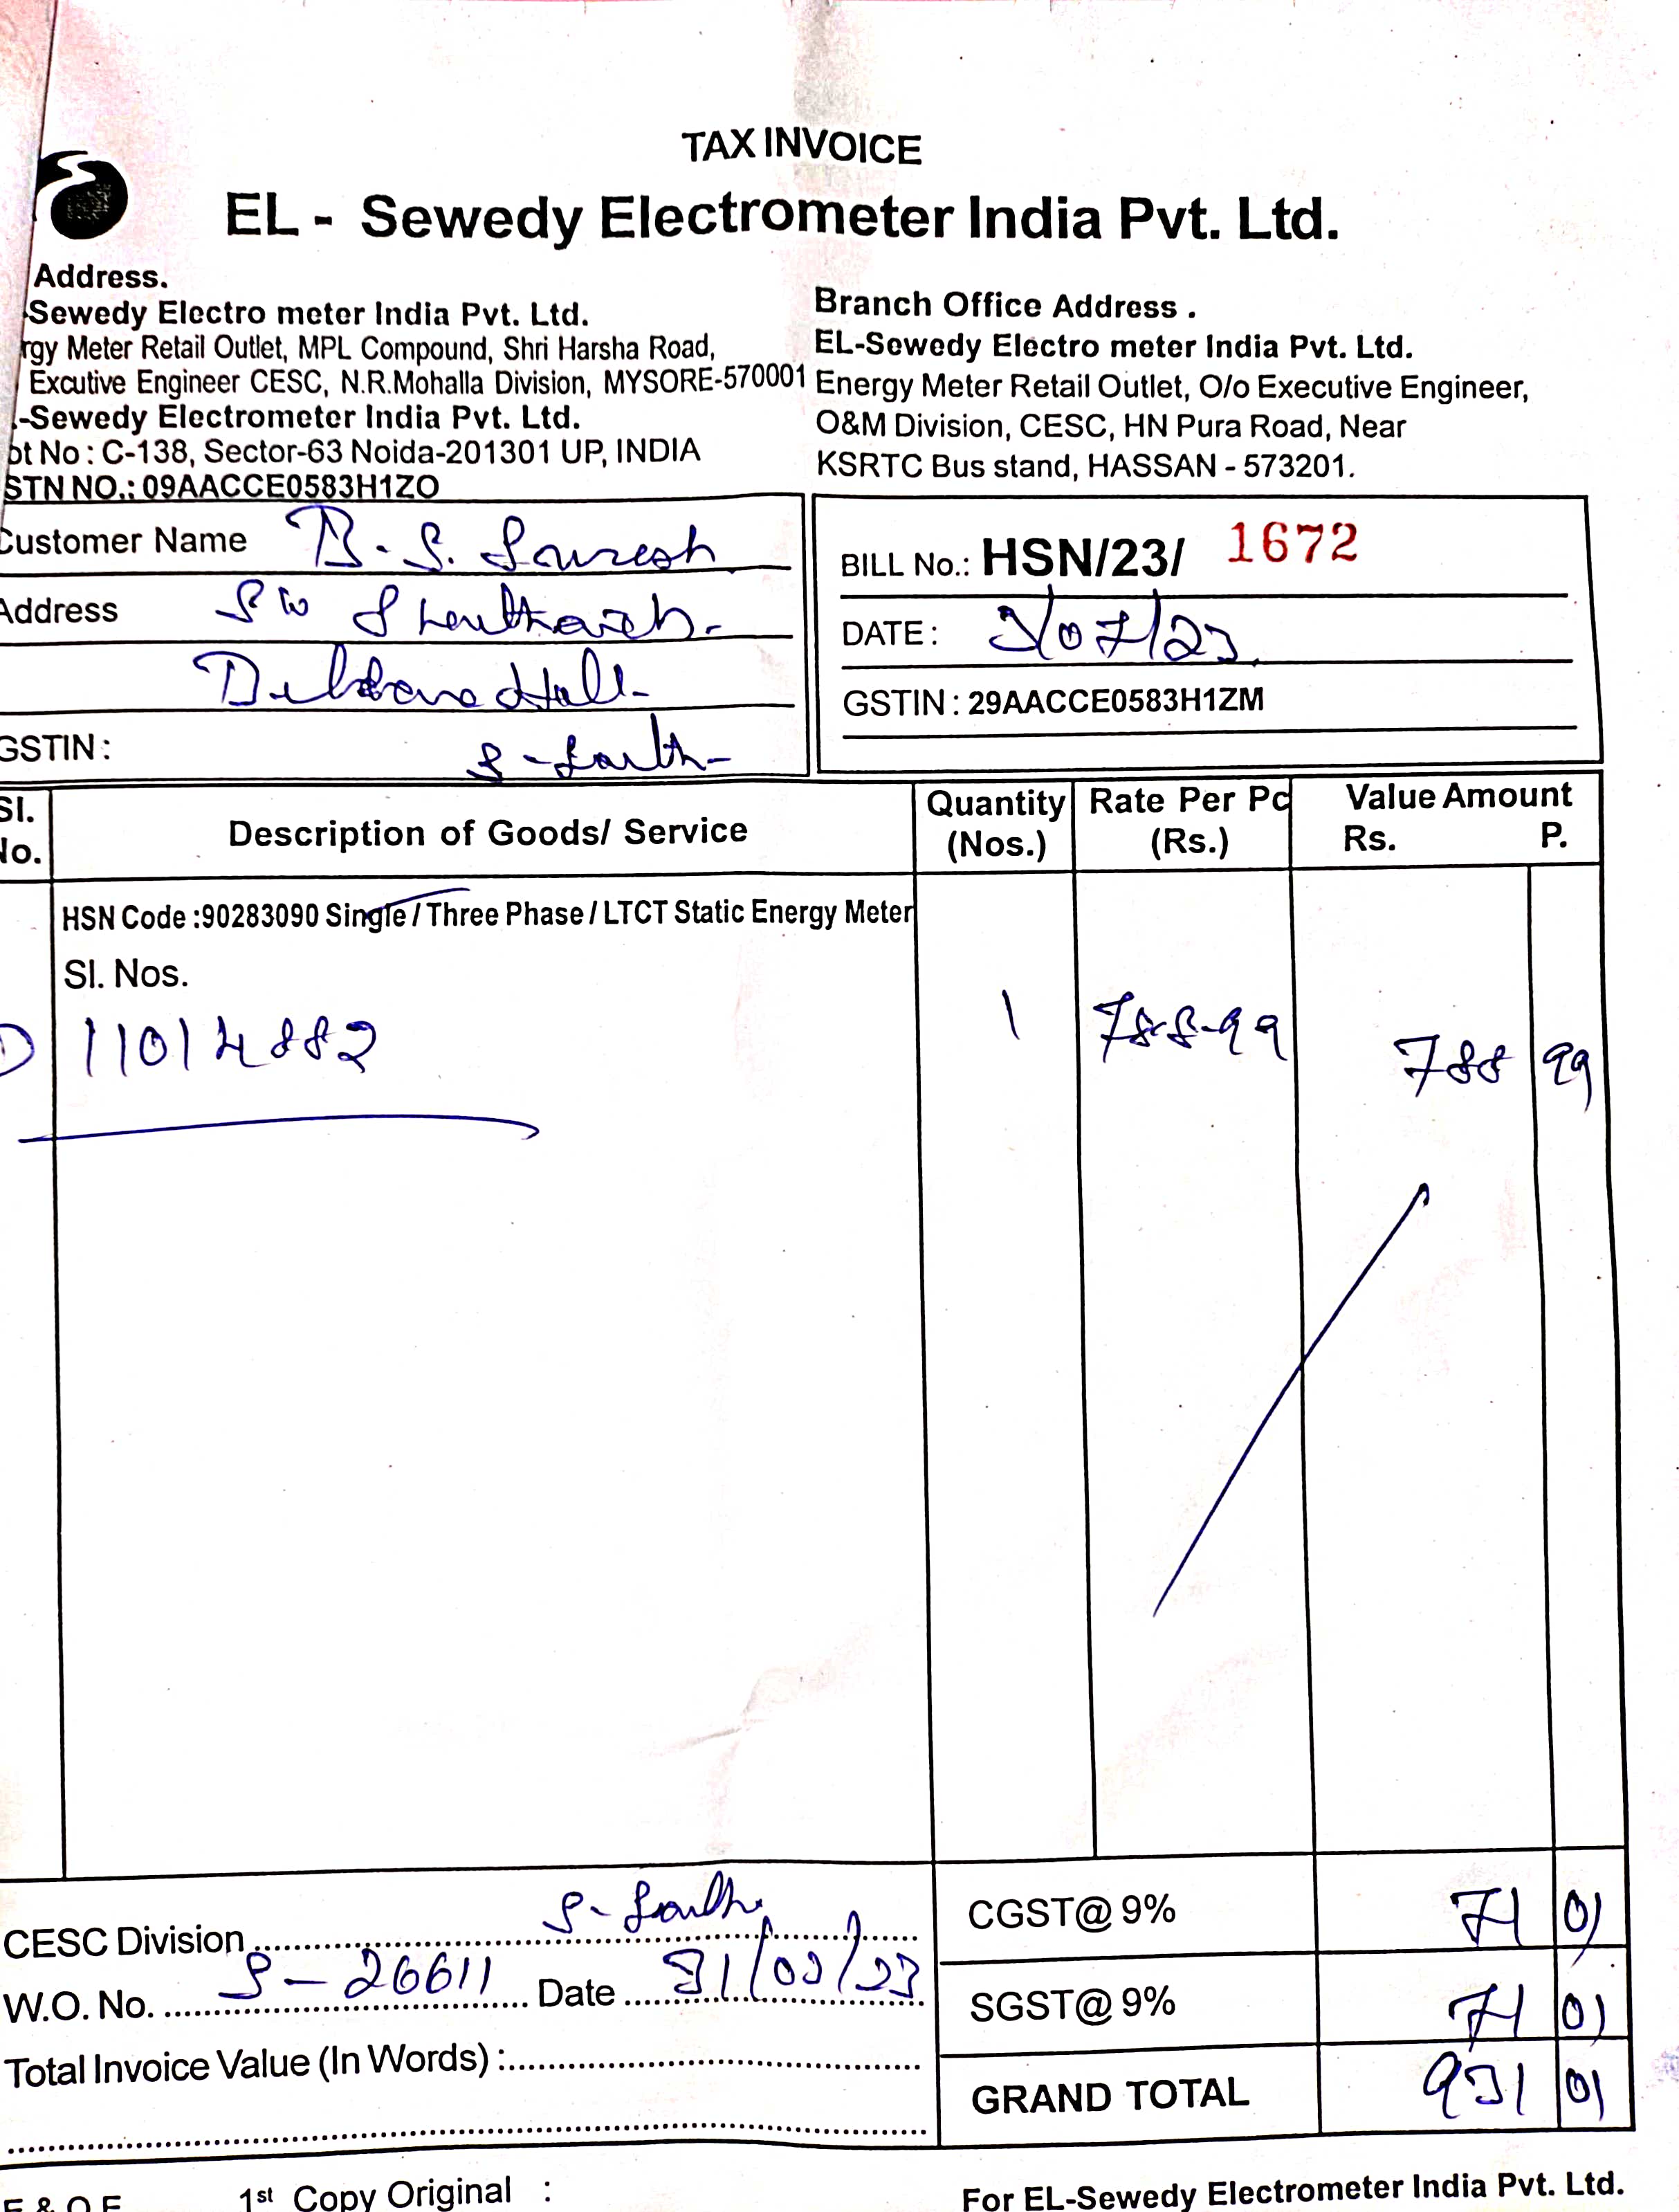 TAX INVOICE
EL - Sewedy Electrometer India Pvt. Ltd.
Address.
Sewedy Electro meter India Pvt. Ltd.
rgy Meter Retail Outlet, MPL Compound, Shri Harsha Road,
Excutive Engineer CESC, N.R.Mohalla Division, MYSORE-570001
-Sewedy Electrometer India Pvt. Ltd.
ot No : C-138, Sector-63 Noida-201301 UP, INDIA
STN NO.: 09AACCE0583H1ZO
Branch Office Address .
EL-Sewedy Electro meter India Pvt. Ltd.
Energy Meter Retail Outlet, O/o Executive Engineer,
O&M Division, CESC, HN Pura Road, Near
KSRTC Bus stand, HASSAN - 573201.
Customer Name B. S.
Address
GSTIN :
BILL No.: HSN/23/ 1672
DATE : /07/23
GSTIN : 29AACCE0583H1ZM
Sl. No. Description of Goods/ Service Quantity (Nos.) Rate Per Pc (Rs.) Value Amount Rs. P.
HSN Code :90283090 Single / Three Phase / LTCT Static Energy Meter
Sl. Nos.
11014882 1 788-99 788 99
CESC Division
W.O. No. S-26611 Date
Total Invoice Value (In Words) :
CGST@ 9% 71 01
SGST@ 9% 71 01
GRAND TOTAL 931 01
E & O E 1st Copy Original :
For EL-Sewedy Electrometer India Pvt. Ltd.